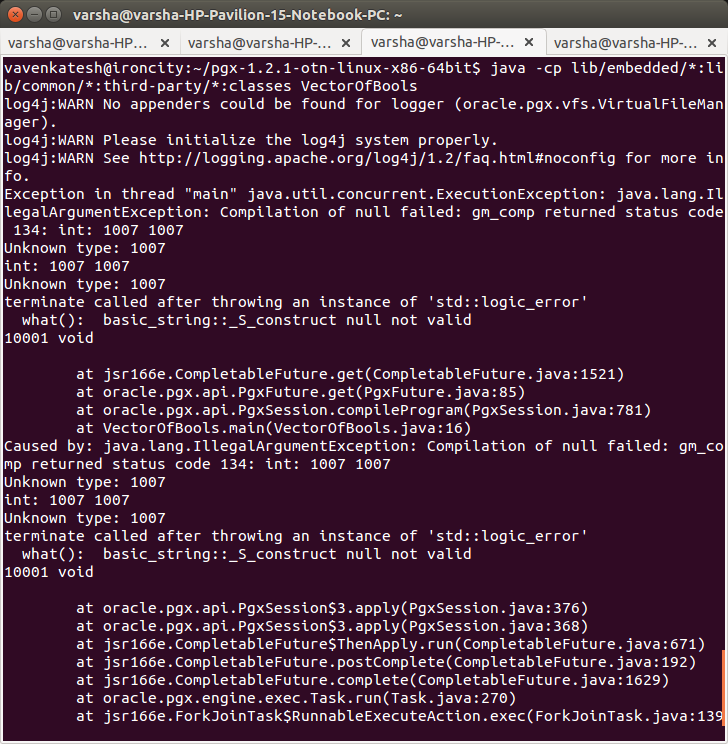 varsha@varsha-HP-Pavilion-15-Notebook-PC: ~
varsha@varsha-HP... varsha@varsha-HP-... varsha@varsha-HP-... varsha@varsha-HP-...
vavenkatesh@ironcity:~/pgx-1.2.1-otn-linux-x86-64bit$ java -cp lib/embedded/*:li
b/common/*:third-party/*:classes VectorOfBools
log4j:WARN No appenders could be found for logger (oracle.pgx.vfs.VirtualFileMan
ager).
log4j:WARN Please initialize the log4j system properly.
log4j:WARN See http://logging.apache.org/log4j/1.2/faq.html#noconfig for more in
fo.
Exception in thread "main" java.util.concurrent.ExecutionException: java.lang.Il
legalArgumentException: Compilation of null failed: gm_comp returned status code
 134: int: 1007 1007
Unknown type: 1007
int: 1007 1007
Unknown type: 1007
terminate called after throwing an instance of 'std::logic_error'
  what():  basic_string::_S_construct null not valid
10001 void
        at jsr166e.CompletableFuture.get(CompletableFuture.java:1521)
        at oracle.pgx.api.PgxFuture.get(PgxFuture.java:85)
        at oracle.pgx.api.PgxSession.compileProgram(PgxSession.java:781)
        at VectorOfBools.main(VectorOfBools.java:16)
Caused by: java.lang.IllegalArgumentException: Compilation of null failed: gm_co
mp returned status code 134: int: 1007 1007
Unknown type: 1007
int: 1007 1007
Unknown type: 1007
terminate called after throwing an instance of 'std::logic_error'
  what():  basic_string::_S_construct null not valid
10001 void
        at oracle.pgx.api.PgxSession$3.apply(PgxSession.java:376)
        at oracle.pgx.api.PgxSession$3.apply(PgxSession.java:368)
        at jsr166e.CompletableFuture$ThenApply.run(CompletableFuture.java:671)
        at jsr166e.CompletableFuture.postComplete(CompletableFuture.java:192)
        at jsr166e.CompletableFuture.complete(CompletableFuture.java:1629)
        at oracle.pgx.engine.exec.Task.run(Task.java:270)
        at jsr166e.ForkJoinTask$RunnableExecuteAction.exec(ForkJoinTask.java:139